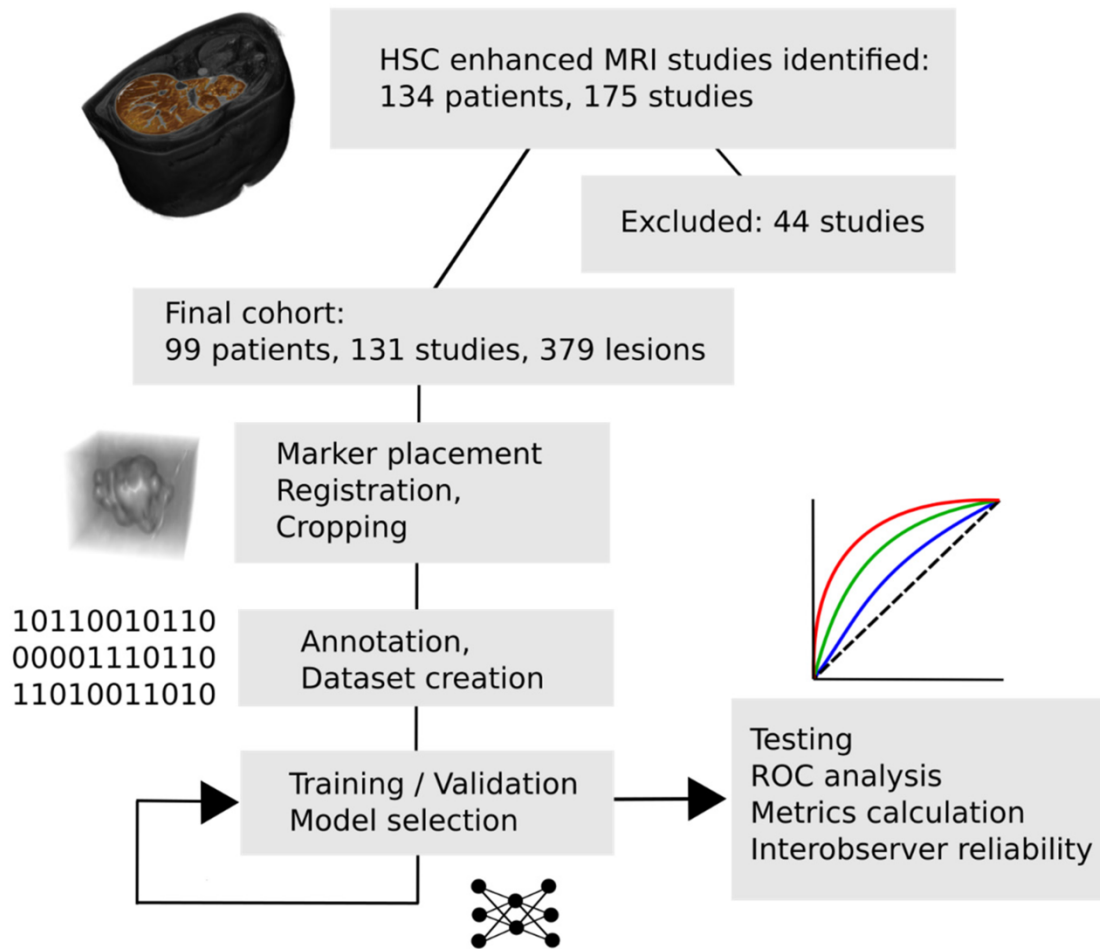 HSC enhanced MRI studies identified:
134 patients, 175 studies
Excluded: 44 studies
Final cohort:
99 patients, 131 studies, 379 lesions
Marker placement
Registration,
Cropping
10110010110
00001110110
11010011010
Annotation,
Dataset creation
Training / Validation
Model selection
Testing
ROC analysis
Metrics calculation
Interobserver reliability